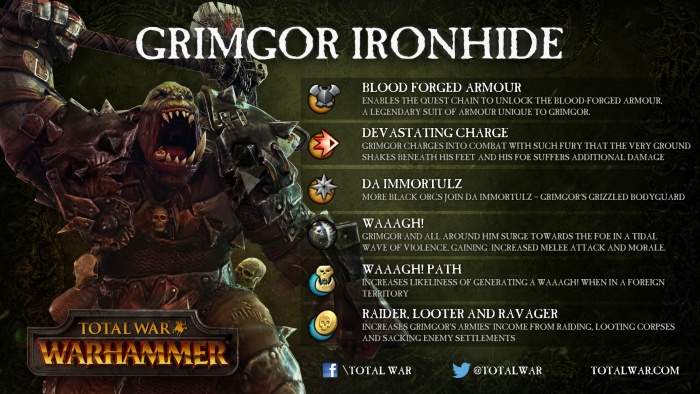 GRIMGOR IRONHIDE
BLOOD FORGED ARMOUR
ENABLES THE QUEST CHAIN TO UNLOCK THE BLOOD-FORGED ARMOUR,
A LEGENDARY SUIT OF ARMOUR UNIQUE TO GRIMGOR.
DEVASTATING CHARGE
GRIMGOR CHARGES INTO COMBAT WITH SUCH FURY THAT THE VERY GROUND
SHAKES BENEATH HIS FEET AND HIS FOE SUFFERS ADDITIONAL DAMAGE
DA IMMORTULZ
MORE BLACK ORCS JOIN DA IMMORTULZ – GRIMGOR'S GRIZZLED BODYGUARD
WAAAGH!
GRIMGOR AND ALL AROUND HIM SURGE TOWARDS THE FOE IN A TIDAL
WAVE OF VIOLENCE, GAINING INCREASED MELEE ATTACK AND MORALE.
WAAAGH! PATH
INCREASES LIKELINESS OF GENERATING A WAAAGH! WHEN IN A FOREIGN
TERRITORY
RAIDER, LOOTER AND RAVAGER
INCREASES GRIMGOR'S ARMIES' INCOME FROM RAIDING, LOOTING CORPSES
AND SACKING ENEMY SETTLEMENTS
TOTAL WAR
WARHAMMER
\TOTAL WAR
@TOTALWAR
TOTALWAR.COM